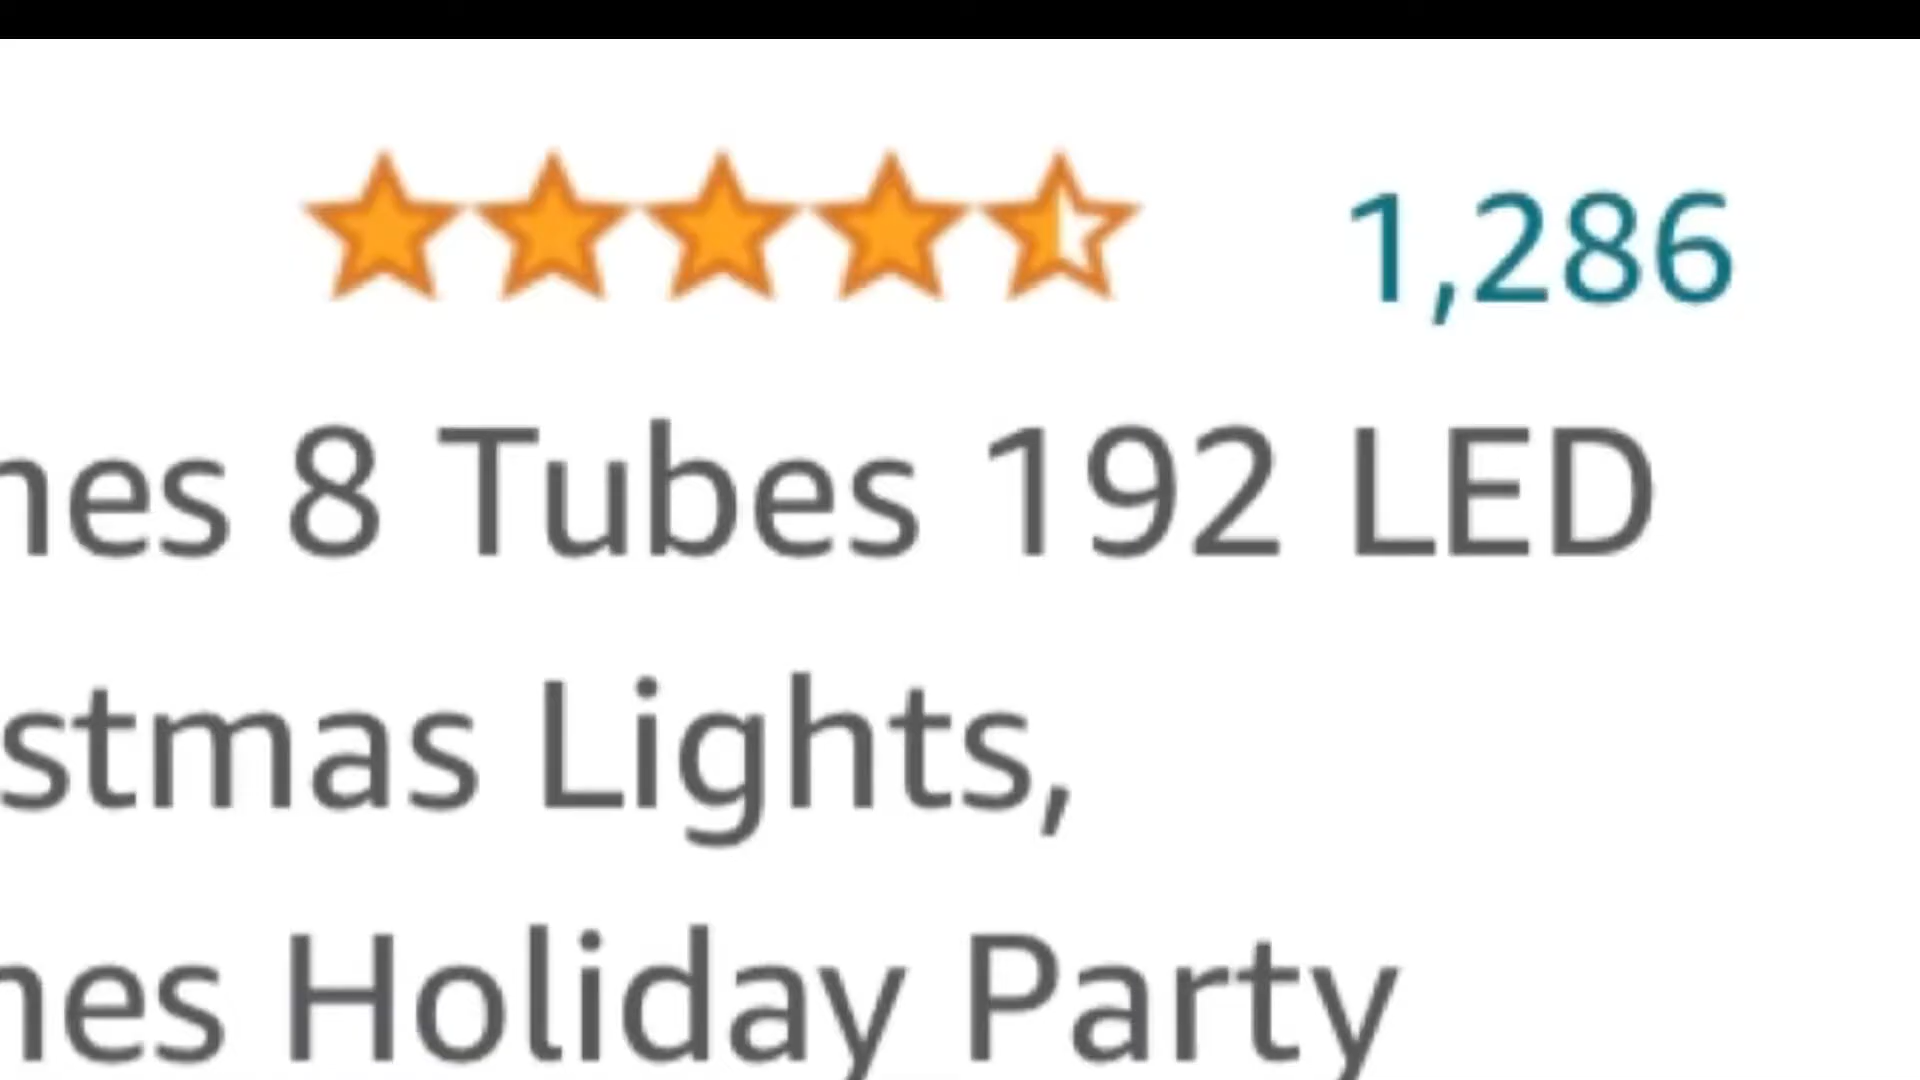 1,286
nes 8 Tubes 192 LED
stmas Lights,
nes Holiday Party